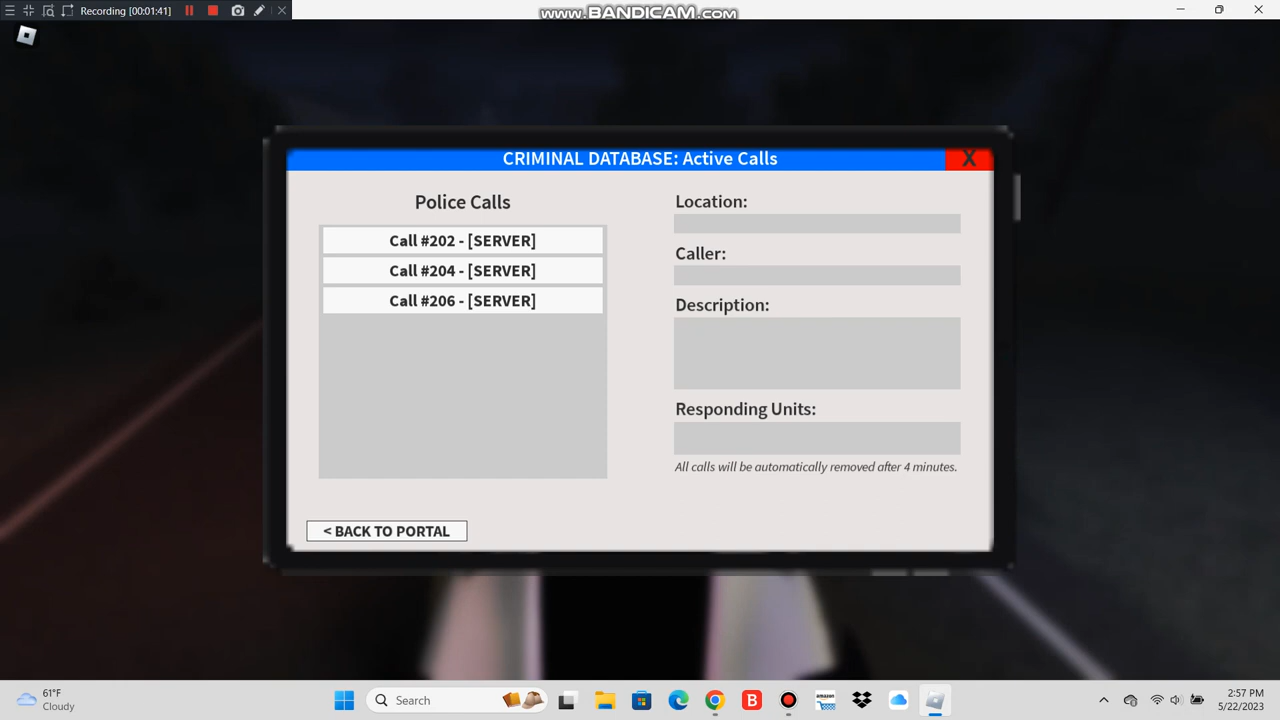 Recording [00:01:41]
www.BANDICAM.com
CRIMINAL DATABASE: Active Calls
X
Police Calls
Call #202 - [SERVER]
Call #204 - [SERVER]
Call #206 - [SERVER]
Location:
Caller:
Description:
Responding Units:
All calls will be automatically removed after 4 minutes.
< BACK TO PORTAL
61°F
Cloudy
Search
B
amazon
2:57 PM
5/22/2023